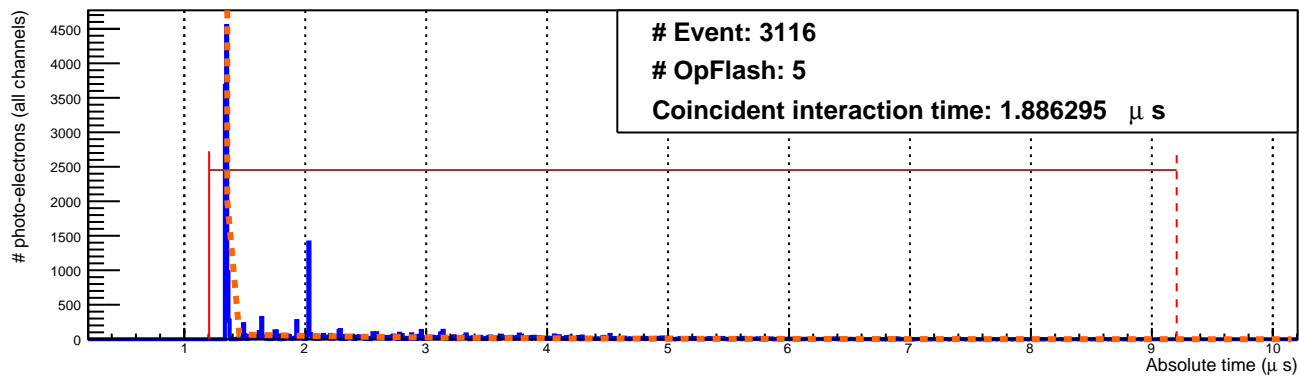 # Event: 3116
# OpFlash: 5
Coincident interaction time: 1.886295 μ s
# photo-electrons (all channels)
4500
4000
3500
3000
2500
2000
1500
1000
500
0
1 2 3 4 5 6 7 8 9 10
Absolute time (μ s)